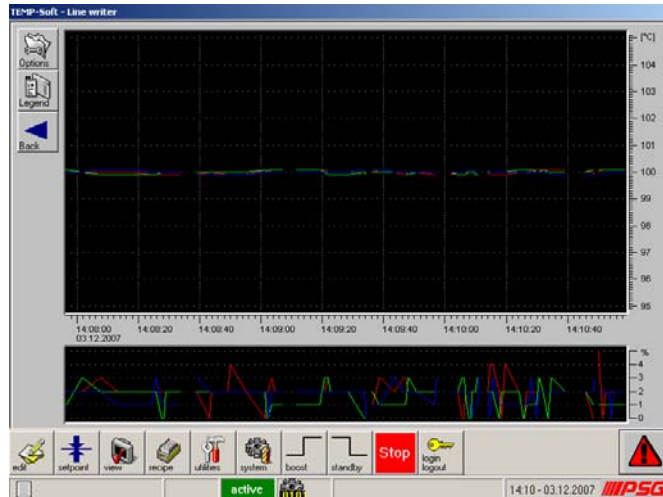 TEMP-Soft - Line writer
Options
Legend
Back
[°C]
104
103
102
101
100
99
98
97
96
95
14:08:00 14:08:20 14:08:40 14:09:00 14:09:20 14:09:40 14:10:00 14:10:20 14:10:40
03.12.2007
%
4
3
2
1
0
edit setpoint view recipe utilities system boost standby Stop login
logout
active 0101 14:10 - 03.12.2007 PSG